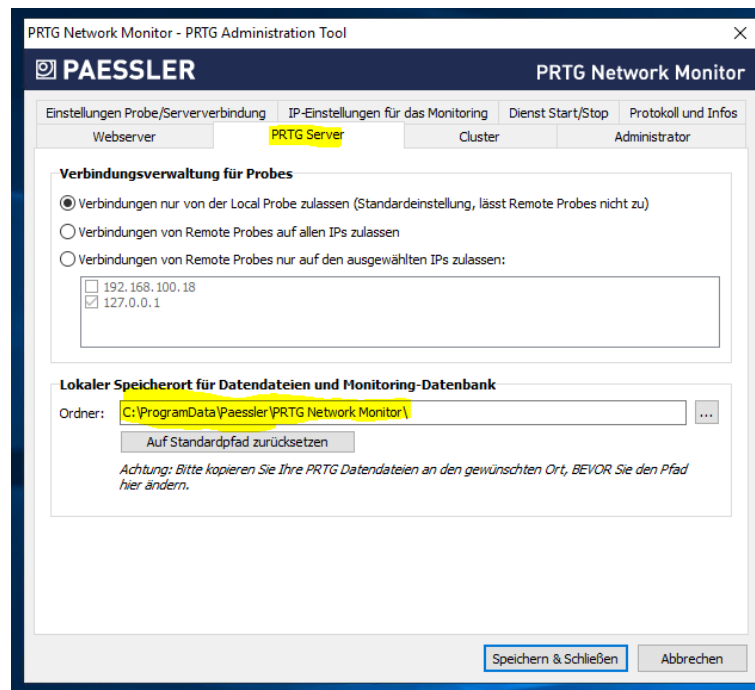 PRTG Network Monitor - PRTG Administration Tool
PAESSLER
PRTG Network Monitor
Einstellungen Probe/Serververbindung IP-Einstellungen für das Monitoring Dienst Start/Stop Protokoll und Infos
Webserver PRTG Server Cluster Administrator
Verbindungsverwaltung für Probes
Verbindungen nur von der Local Probe zulassen (Standardeinstellung, lässt Remote Probes nicht zu)
Verbindungen von Remote Probes auf allen IPs zulassen
Verbindungen von Remote Probes nur auf den ausgewählten IPs zulassen:
192.168.100.18
127.0.0.1
Lokaler Speicherort für Datendateien und Monitoring-Datenbank
Ordner: C:\ProgramData\Paessler\PRTG Network Monitor\ ...
Auf Standardpfad zurücksetzen
Achtung: Bitte kopieren Sie Ihre PRTG Datendateien an den gewünschten Ort, BEVOR Sie den Pfad
hier ändern.
Speichern & Schließen Abbrechen